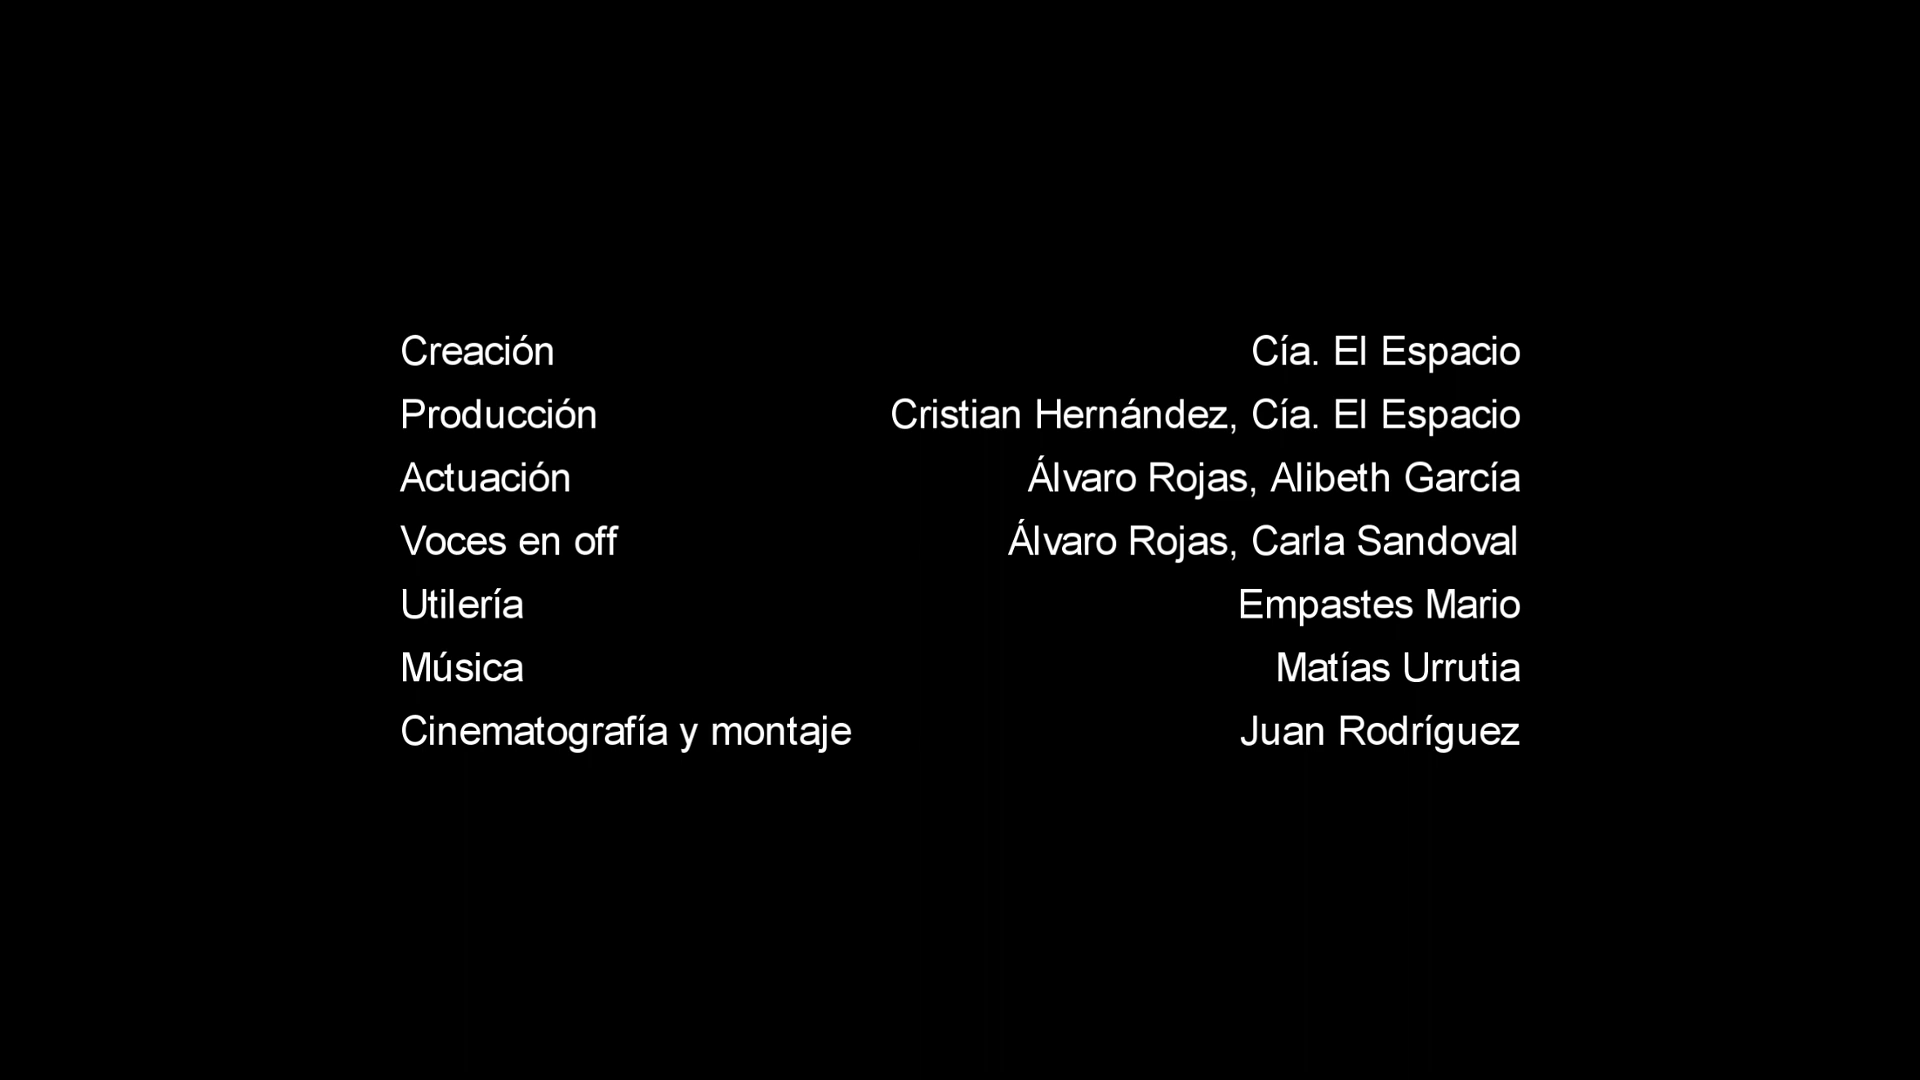 Creación Cía. El Espacio
Producción Cristian Hernández, Cía. El Espacio
Actuación Álvaro Rojas, Alibeth García
Voces en off Álvaro Rojas, Carla Sandoval
Utilería Empastes Mario
Música Matías Urrutia
Cinematografía y montaje Juan Rodríguez